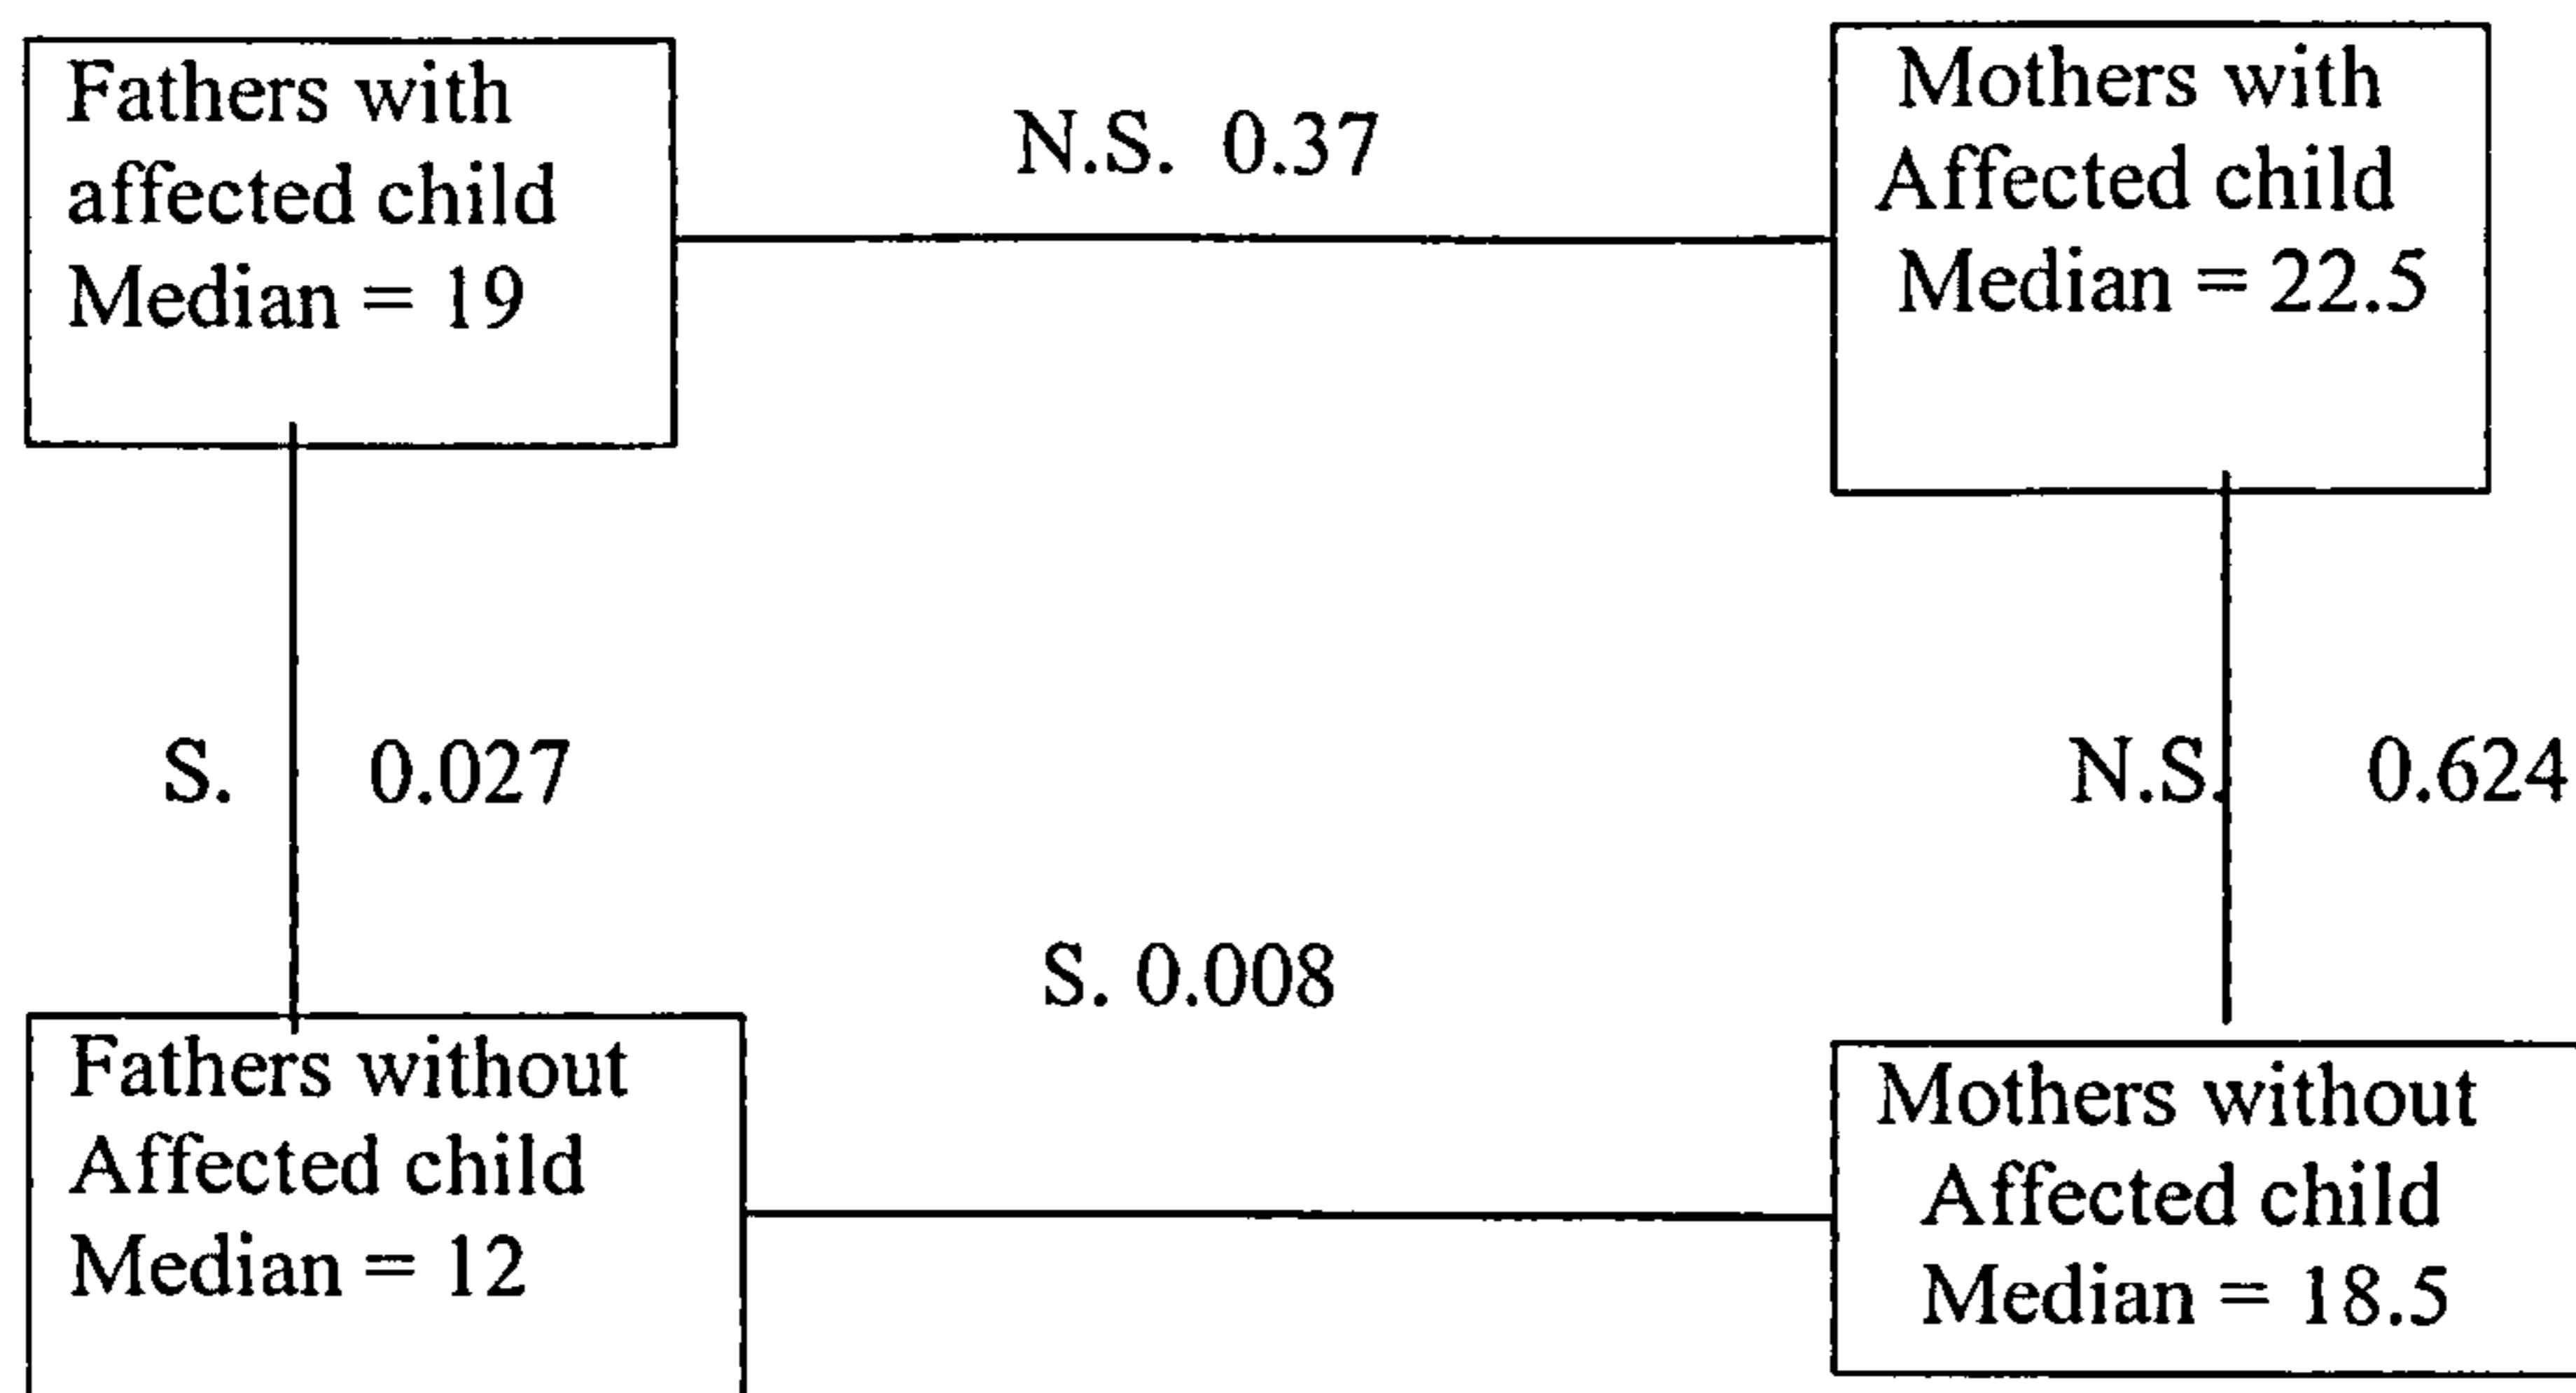 Fathers with
affected child
Median = 19
N.S. 0.37
Mothers with
Affected child
Median = 22.5
S. 0.027
N.S. 0.624
Fathers without
Affected child
Median = 12
S. 0.008
Mothers without
Affected child
Median = 18.5